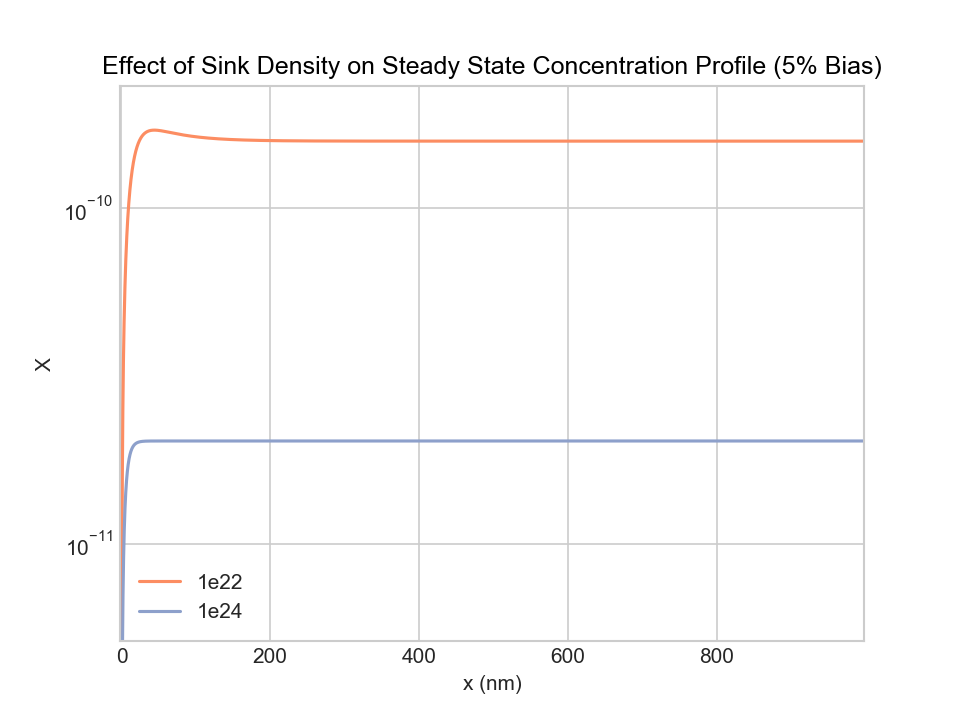 Effect of Sink Density on Steady State Concentration Profile (5% Bias)
10⁻¹⁰
X
10⁻¹¹
1e22
1e24
0 200 400 600 800
x (nm)